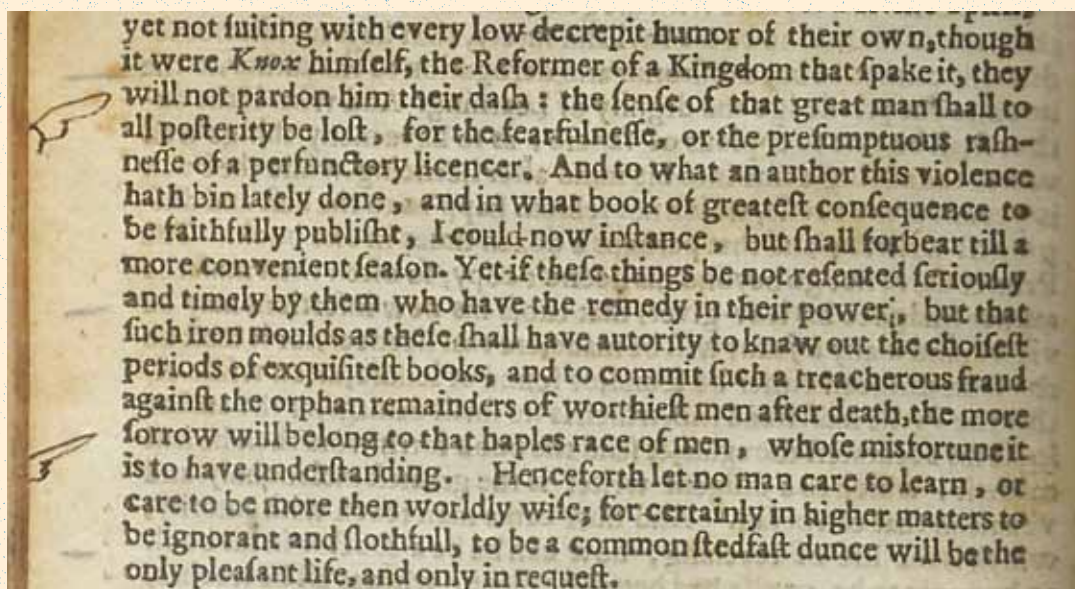 yet not ſuiting with every low decrepit humor of their own,though
it were Knox himſelf, the Reformer of a Kingdom that ſpake it, they
will not pardon him their daſh : the ſenſe of that great man ſhall to
all poſterity be loſt , for the fearfulneſſe, or the preſumptuous raſh-
neſſe of a perfunctory licencer. And to what an author this violence
hath bin lately done , and in what book of greateſt conſequence to
be faithfully publiſht, I could now inſtance , but ſhall forbear till a
more convenient ſeaſon. Yet if theſe things be not reſented ſeriouſly
and timely by them who have the remedy in their power , but that
ſuch iron moulds as theſe ſhall have autority to knaw out the choiſeſt
periods of exquiſiteſt books, and to commit ſuch a treacherous fraud
againſt the orphan remainders of worthieſt men after death,the more
ſorrow will belong to that haples race of men , whoſe misfortune it
is to have underſtanding. Henceforth let no man care to learn , or
care to be more then worldly wiſe; for certainly in higher matters to
be ignorant and ſlothfull, to be a common ſtedfaſt dunce will be the
only pleaſant life, and only in requeſt.